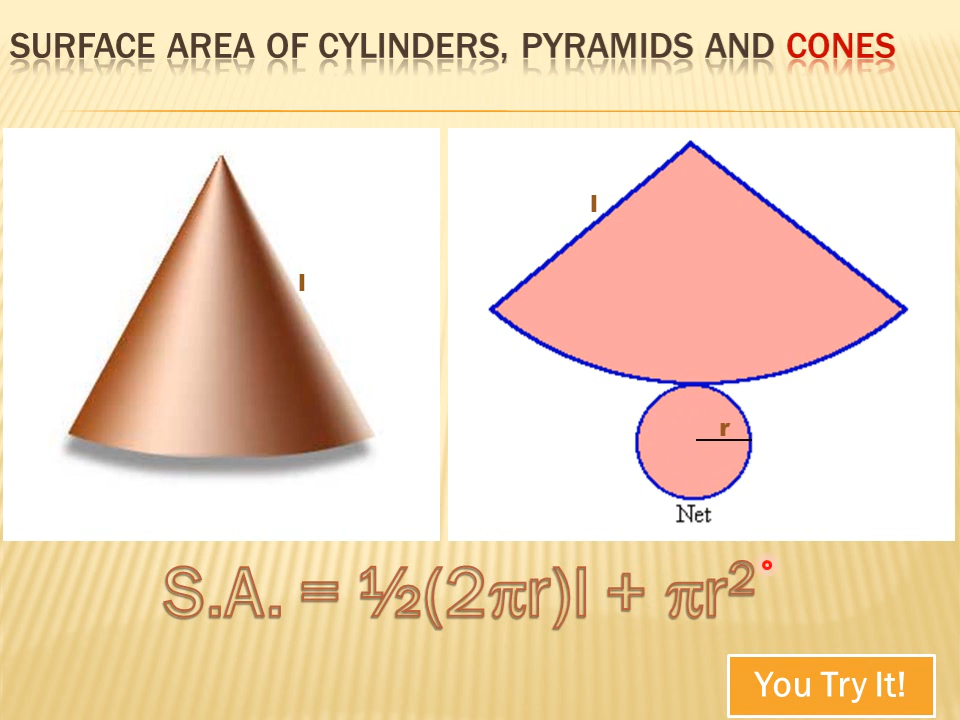 SURFACE AREA OF CYLINDERS, PYRAMIDS AND CONES
l
l
r
Net
S.A. = ½(2πr)l + πr²
You Try It!